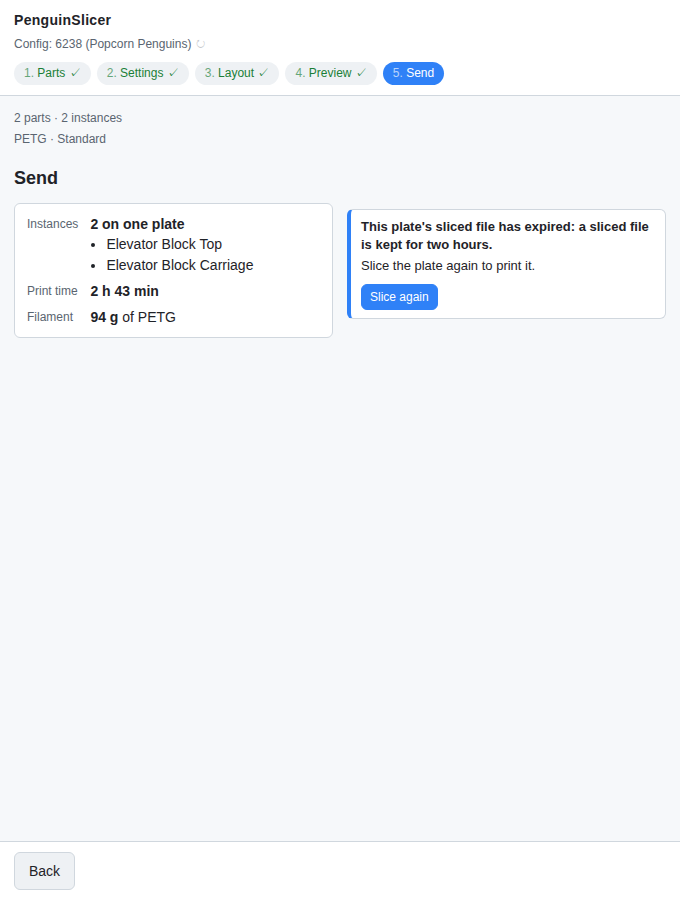 PenguinSlicer
Config: 6238 (Popcorn Penguins)
1. Parts ✓ 2. Settings ✓ 3. Layout ✓ 4. Preview ✓ 5. Send
2 parts · 2 instances
PETG · Standard
Send
Instances 2 on one plate
• Elevator Block Top
• Elevator Block Carriage
Print time 2 h 43 min
Filament 94 g of PETG
This plate's sliced file has expired: a sliced file
is kept for two hours.
Slice the plate again to print it.
Slice again
Back